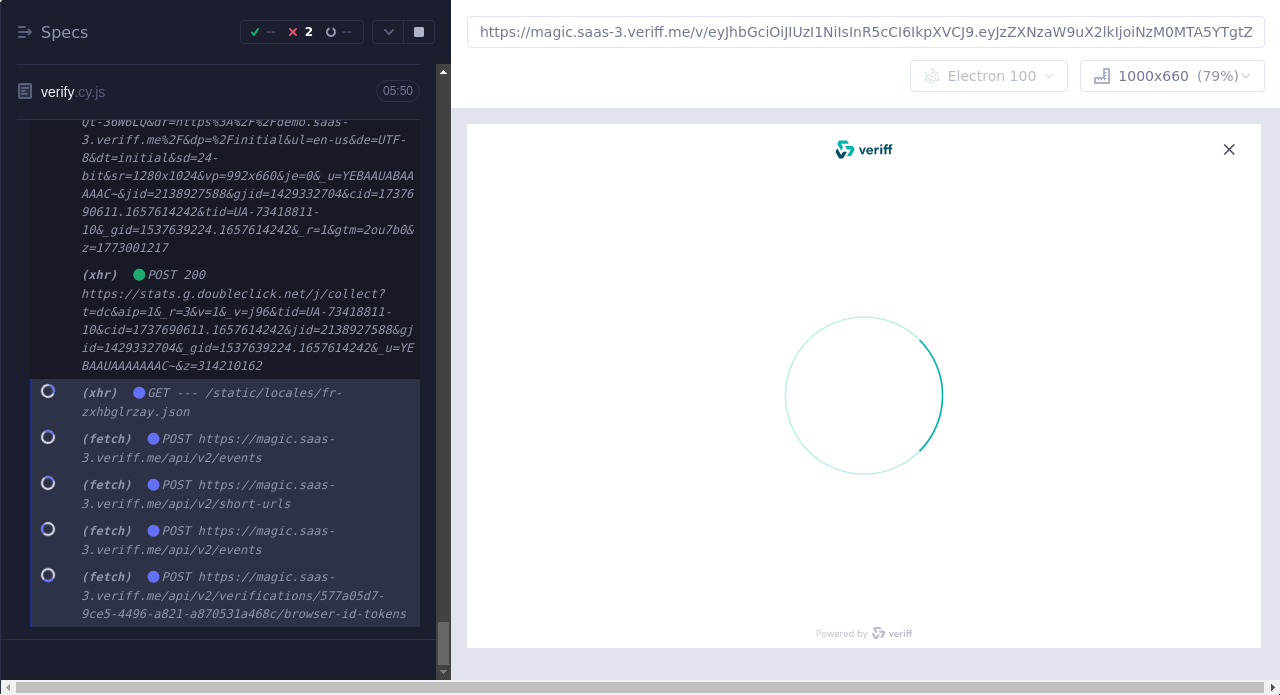 Specs
-- 2 --
verify.cy.js
05:50
Qt-36W6LQ&dr=https%3A%2F%2Fdemo.saas-
3.veriff.me%2F&dp=%2Finitial&ul=en-us&de=UTF-
8&dt=initial&sd=24-
bit&sr=1280x1024&vp=992x660&je=0&_u=YEBAAUABAA
AAAC~&jid=2138927588&gjid=1429332704&cid=17376
90611.1657614242&tid=UA-73418811-
10&_gid=1537639224.1657614242&_r=1&gtm=2ou7b0&
z=1773001217
(xhr) POST 200
https://stats.g.doubleclick.net/j/collect?
t=dc&aip=1&_r=3&v=1&_v=j96&tid=UA-73418811-
10&cid=1737690611.1657614242&jid=2138927588&gj
id=1429332704&_gid=1537639224.1657614242&_u=YE
BAAUAAAAAAAC~&z=314210162
(xhr) GET --- /static/locales/fr-
zxhbglrzay.json
(fetch) POST https://magic.saas-
3.veriff.me/api/v2/events
(fetch) POST https://magic.saas-
3.veriff.me/api/v2/short-urls
(fetch) POST https://magic.saas-
3.veriff.me/api/v2/events
(fetch) POST https://magic.saas-
3.veriff.me/api/v2/verifications/577a05d7-
9ce5-4496-a821-a870531a468c/browser-id-tokens
https://magic.saas-3.veriff.me/v/eyJhbGciOiJIUzI1NiIsInR5cCI6IkpXVCJ9.eyJzZXNzaW9uX2lkIjoiNzM0MTA5YTgtZ
Electron 100
1000x660 (79%)
veriff
Powered by veriff